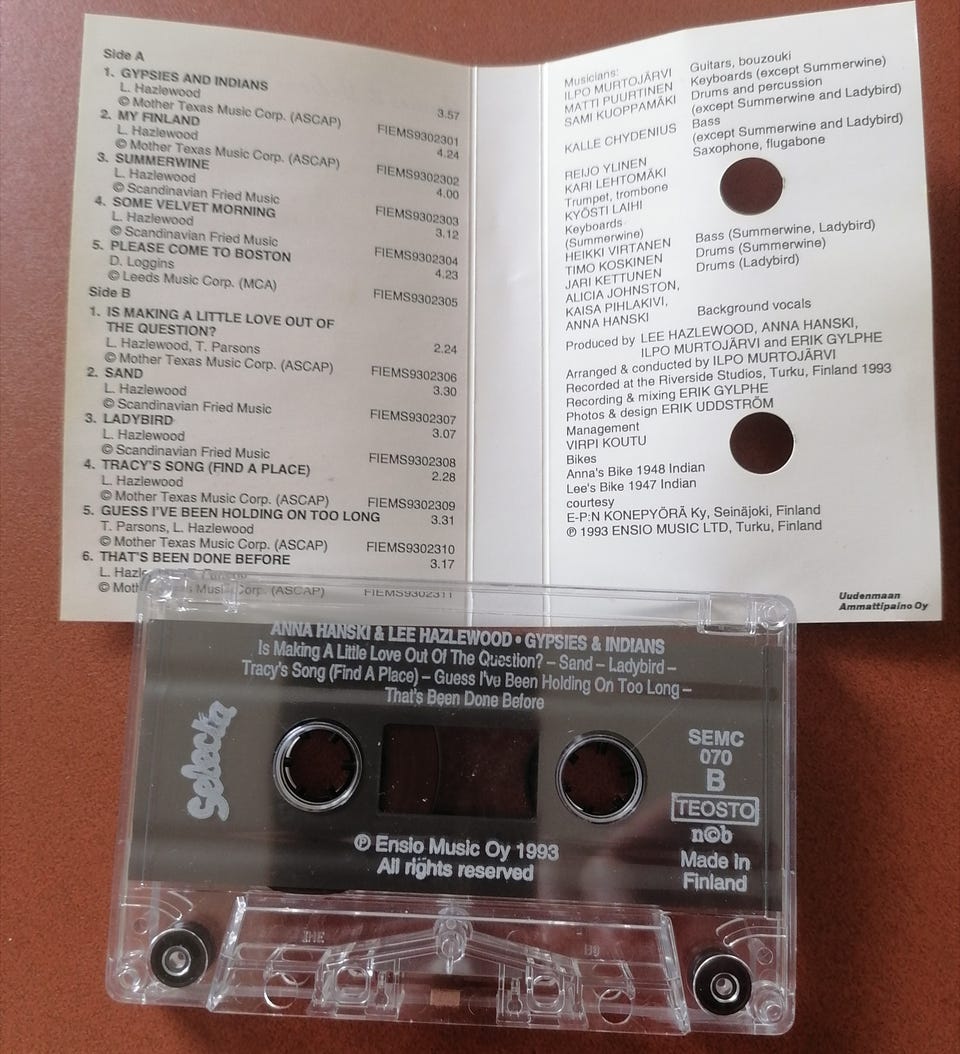 Side A
1. GYPSIES AND INDIANS
L. Hazlewood
© Mother Texas Music Corp. (ASCAP) 3.57
2. MY FINLAND FIEMS9302301
L. Hazlewood 4.24
© Mother Texas Music Corp. (ASCAP)
3. SUMMERWINE FIEMS9302302
L. Hazlewood 4.00
© Scandinavian Fried Music
4. SOME VELVET MORNING FIEMS9302303
L. Hazlewood 3.12
© Scandinavian Fried Music
5. PLEASE COME TO BOSTON FIEMS9302304
D. Loggins 4.23
© Leeds Music Corp. (MCA)
FIEMS9302305
Side B
1. IS MAKING A LITTLE LOVE OUT OF
THE QUESTION?
L. Hazlewood, T. Parsons 2.24
© Mother Texas Music Corp. (ASCAP)
2. SAND FIEMS9302306
L. Hazlewood 3.30
© Scandinavian Fried Music
3. LADYBIRD FIEMS9302307
L. Hazlewood 3.07
© Scandinavian Fried Music
4. TRACY'S SONG (FIND A PLACE) FIEMS9302308
L. Hazlewood 2.28
© Mother Texas Music Corp. (ASCAP)
5. GUESS I'VE BEEN HOLDING ON TOO LONG FIEMS9302309
T. Parsons, L. Hazlewood 3.31
© Mother Texas Music Corp. (ASCAP)
6. THAT'S BEEN DONE BEFORE FIEMS9302310
3.17
Music Corp. (ASCAP) FIEMS9302311
Musicians:
ILPO MURTOJÄRVI Guitars, bouzouki
MATTI PUURTINEN Keyboards (except Summerwine)
SAMI KUOPPAMÄKI Drums and percussion
(except Summerwine and Ladybird)
KALLE CHYDENIUS Bass
(except Summerwine and Ladybird)
REIJO YLINEN Saxophone, flugabone
KARI LEHTOMÄKI
Trumpet, trombone
KYÖSTI LAIHI
Keyboards
(Summerwine)
HEIKKI VIRTANEN Bass (Summerwine, Ladybird)
TIMO KOSKINEN Drums (Summerwine)
JARI KETTUNEN Drums (Ladybird)
ALICIA JOHNSTON,
KAISA PIHLAKIVI,
ANNA HANSKI Background vocals
Produced by LEE HAZLEWOOD, ANNA HANSKI,
ILPO MURTOJÄRVI and ERIK GYLPHE
Arranged & conducted by ILPO MURTOJÄRVI
Recorded at the Riverside Studios, Turku, Finland 1993
Recording & mixing ERIK GYLPHE
Photos & design ERIK UDDSTRÖM
Management
VIRPI KOUTU
Bikes
Anna's Bike 1948 Indian
Lee's Bike 1947 Indian
courtesy
E-P:N KONEPYÖRÄ Ky, Seinäjoki, Finland
℗ 1993 ENSIO MUSIC LTD, Turku, Finland
Uudenmaan
Ammattipaino Oy
ANNA HANSKI & LEE HAZLEWOOD • GYPSIES & INDIANS
Is Making A Little Love Out Of The Question? – Sand – Ladybird –
Tracy's Song (Find A Place) – Guess I've Been Holding On Too Long –
That's Been Done Before
Selecta
SEMC
070
B
TEOSTO
n©b
Made in
Finland
℗ Ensio Music Oy 1993
All rights reserved